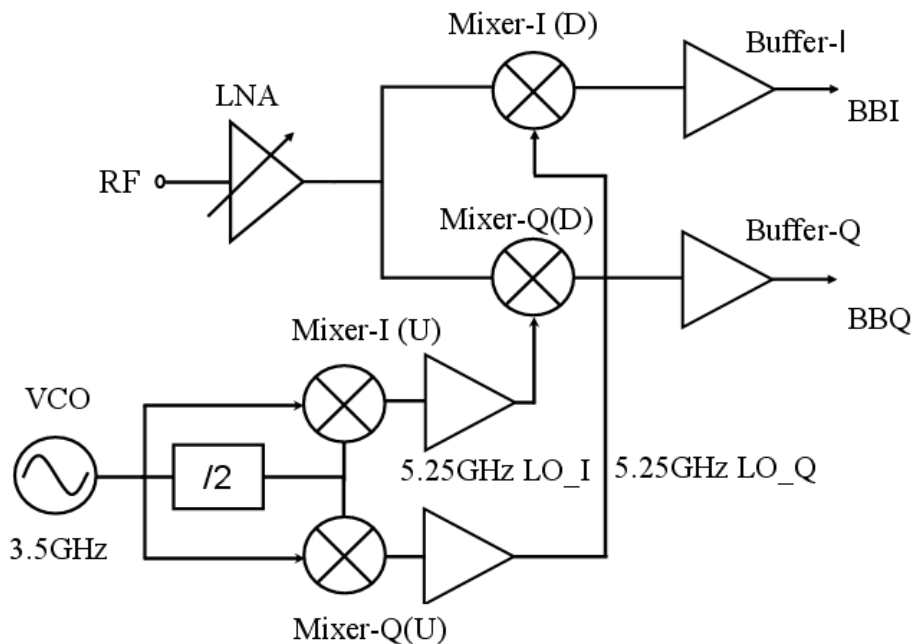 Mixer-I (D)
Buffer-I
LNA
BBI
RF
Mixer-Q(D)
Buffer-Q
BBQ
Mixer-I (U)
VCO
/2
5.25GHz LO_I
5.25GHz LO_Q
3.5GHz
Mixer-Q(U)